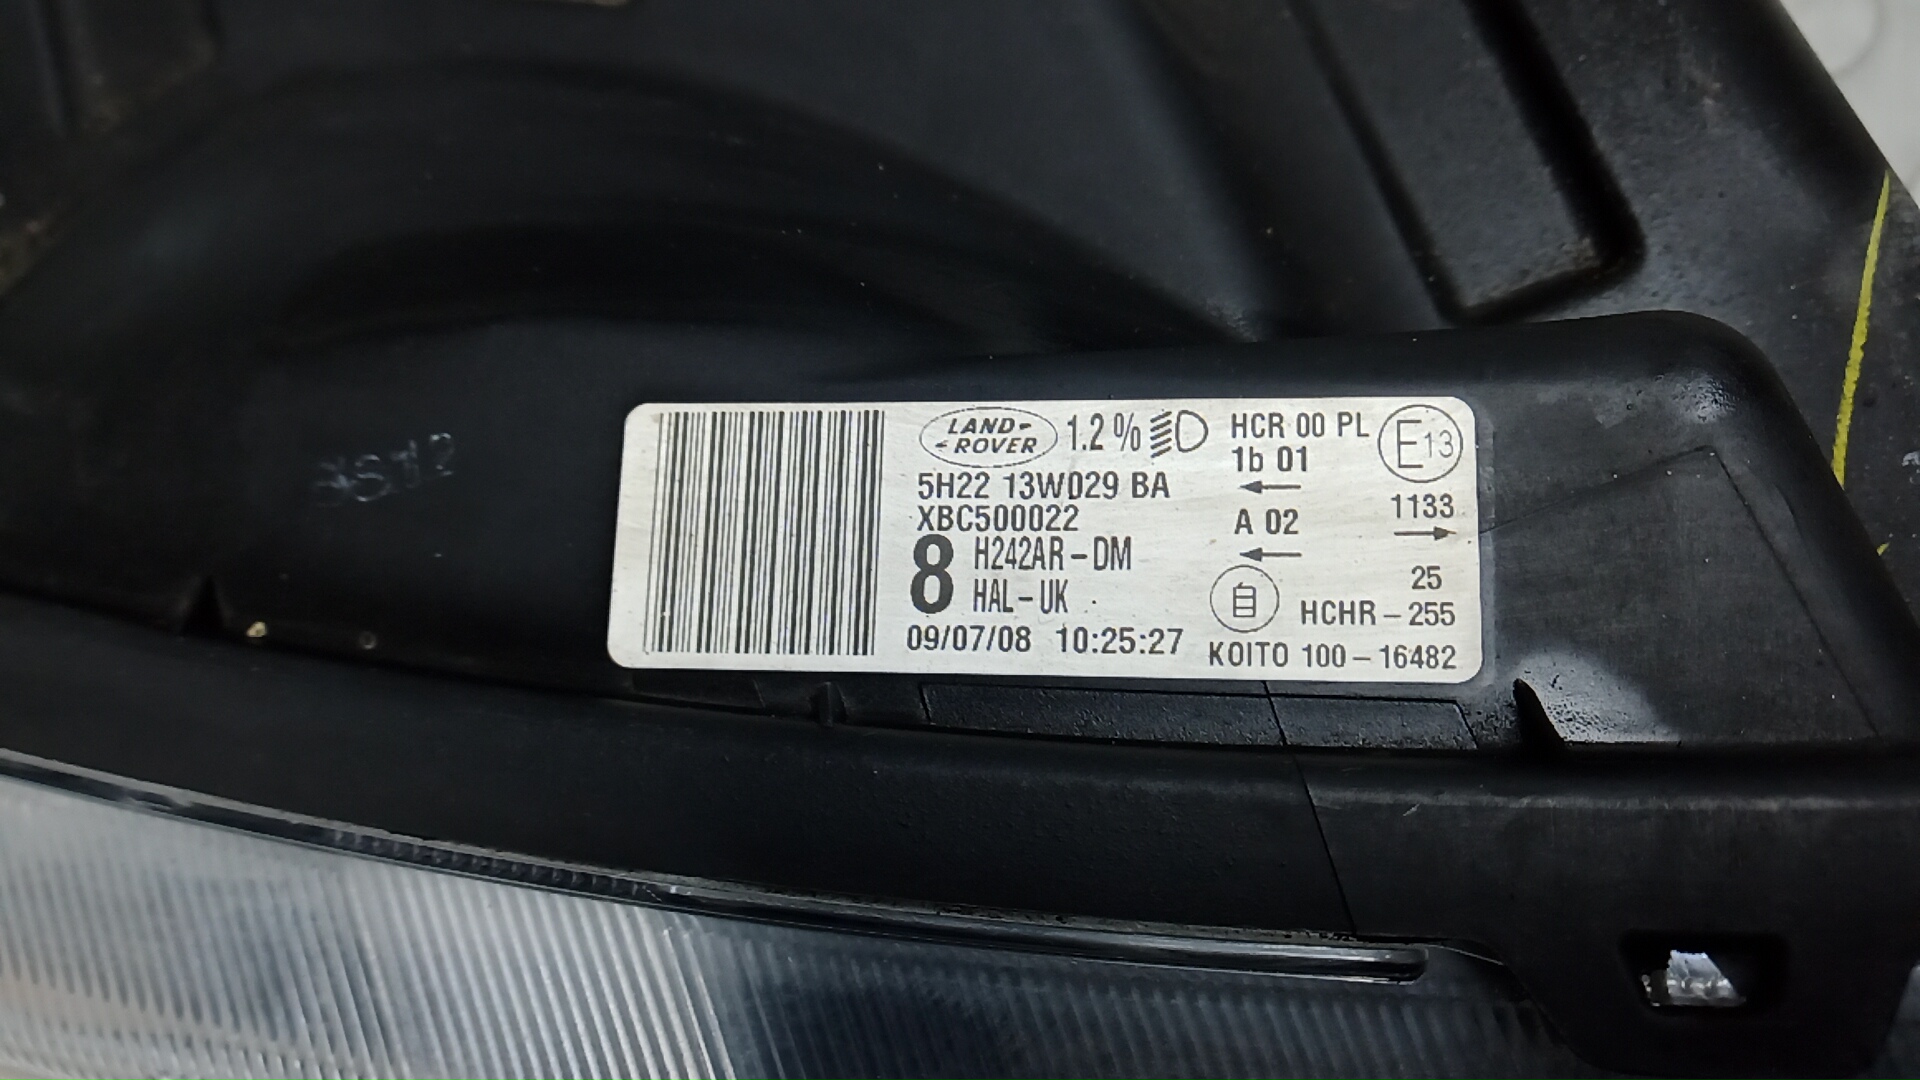 LAND-
-ROVER
1.2%
5H22 13W029 BA
XBC500022
8
H242AR-DM
HAL-UK
09/07/08 10:25:27
HCR 00 PL
1b 01
←
A 02
←
E13
1133
→
25
HCHR-255
KOITO 100-16482